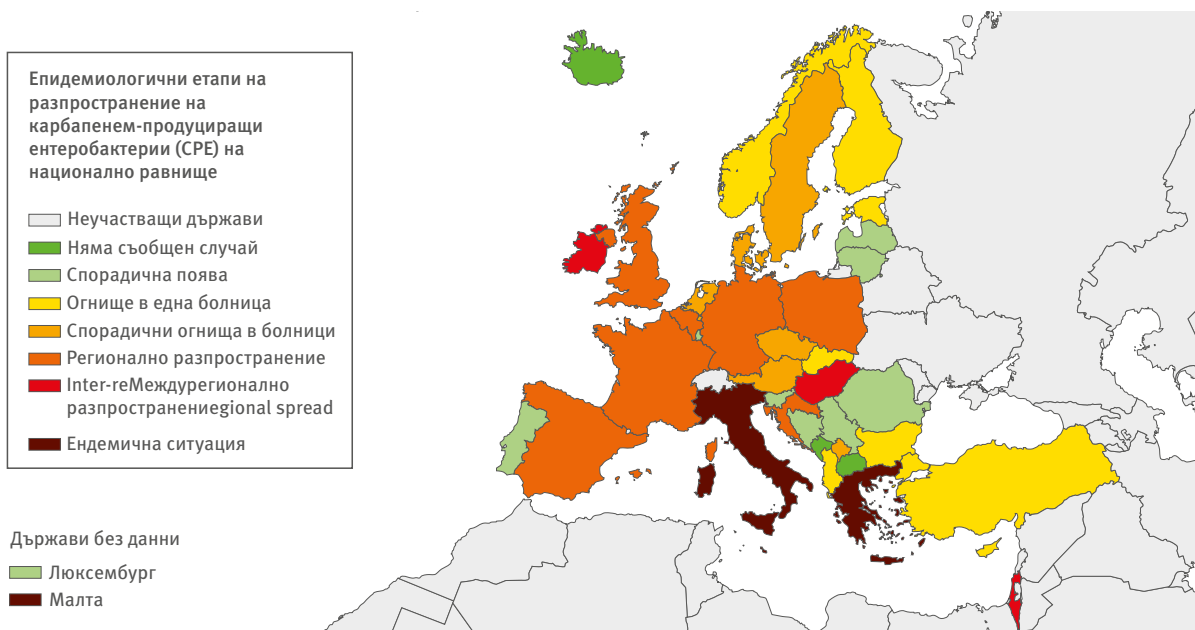 Епидемиологични етапи на
разпространение на
карбапенем-продуциращи
ентеробактерии (CPE) на
национално равнище
Неучастващи държави
Няма съобщен случай
Спорадична поява
Огнище в една болница
Спорадични огнища в болници
Регионално разпространение
Inter-reМеждурегионално
разпространениеgional spread
Ендемична ситуация
Държави без данни
Люксембург
Малта